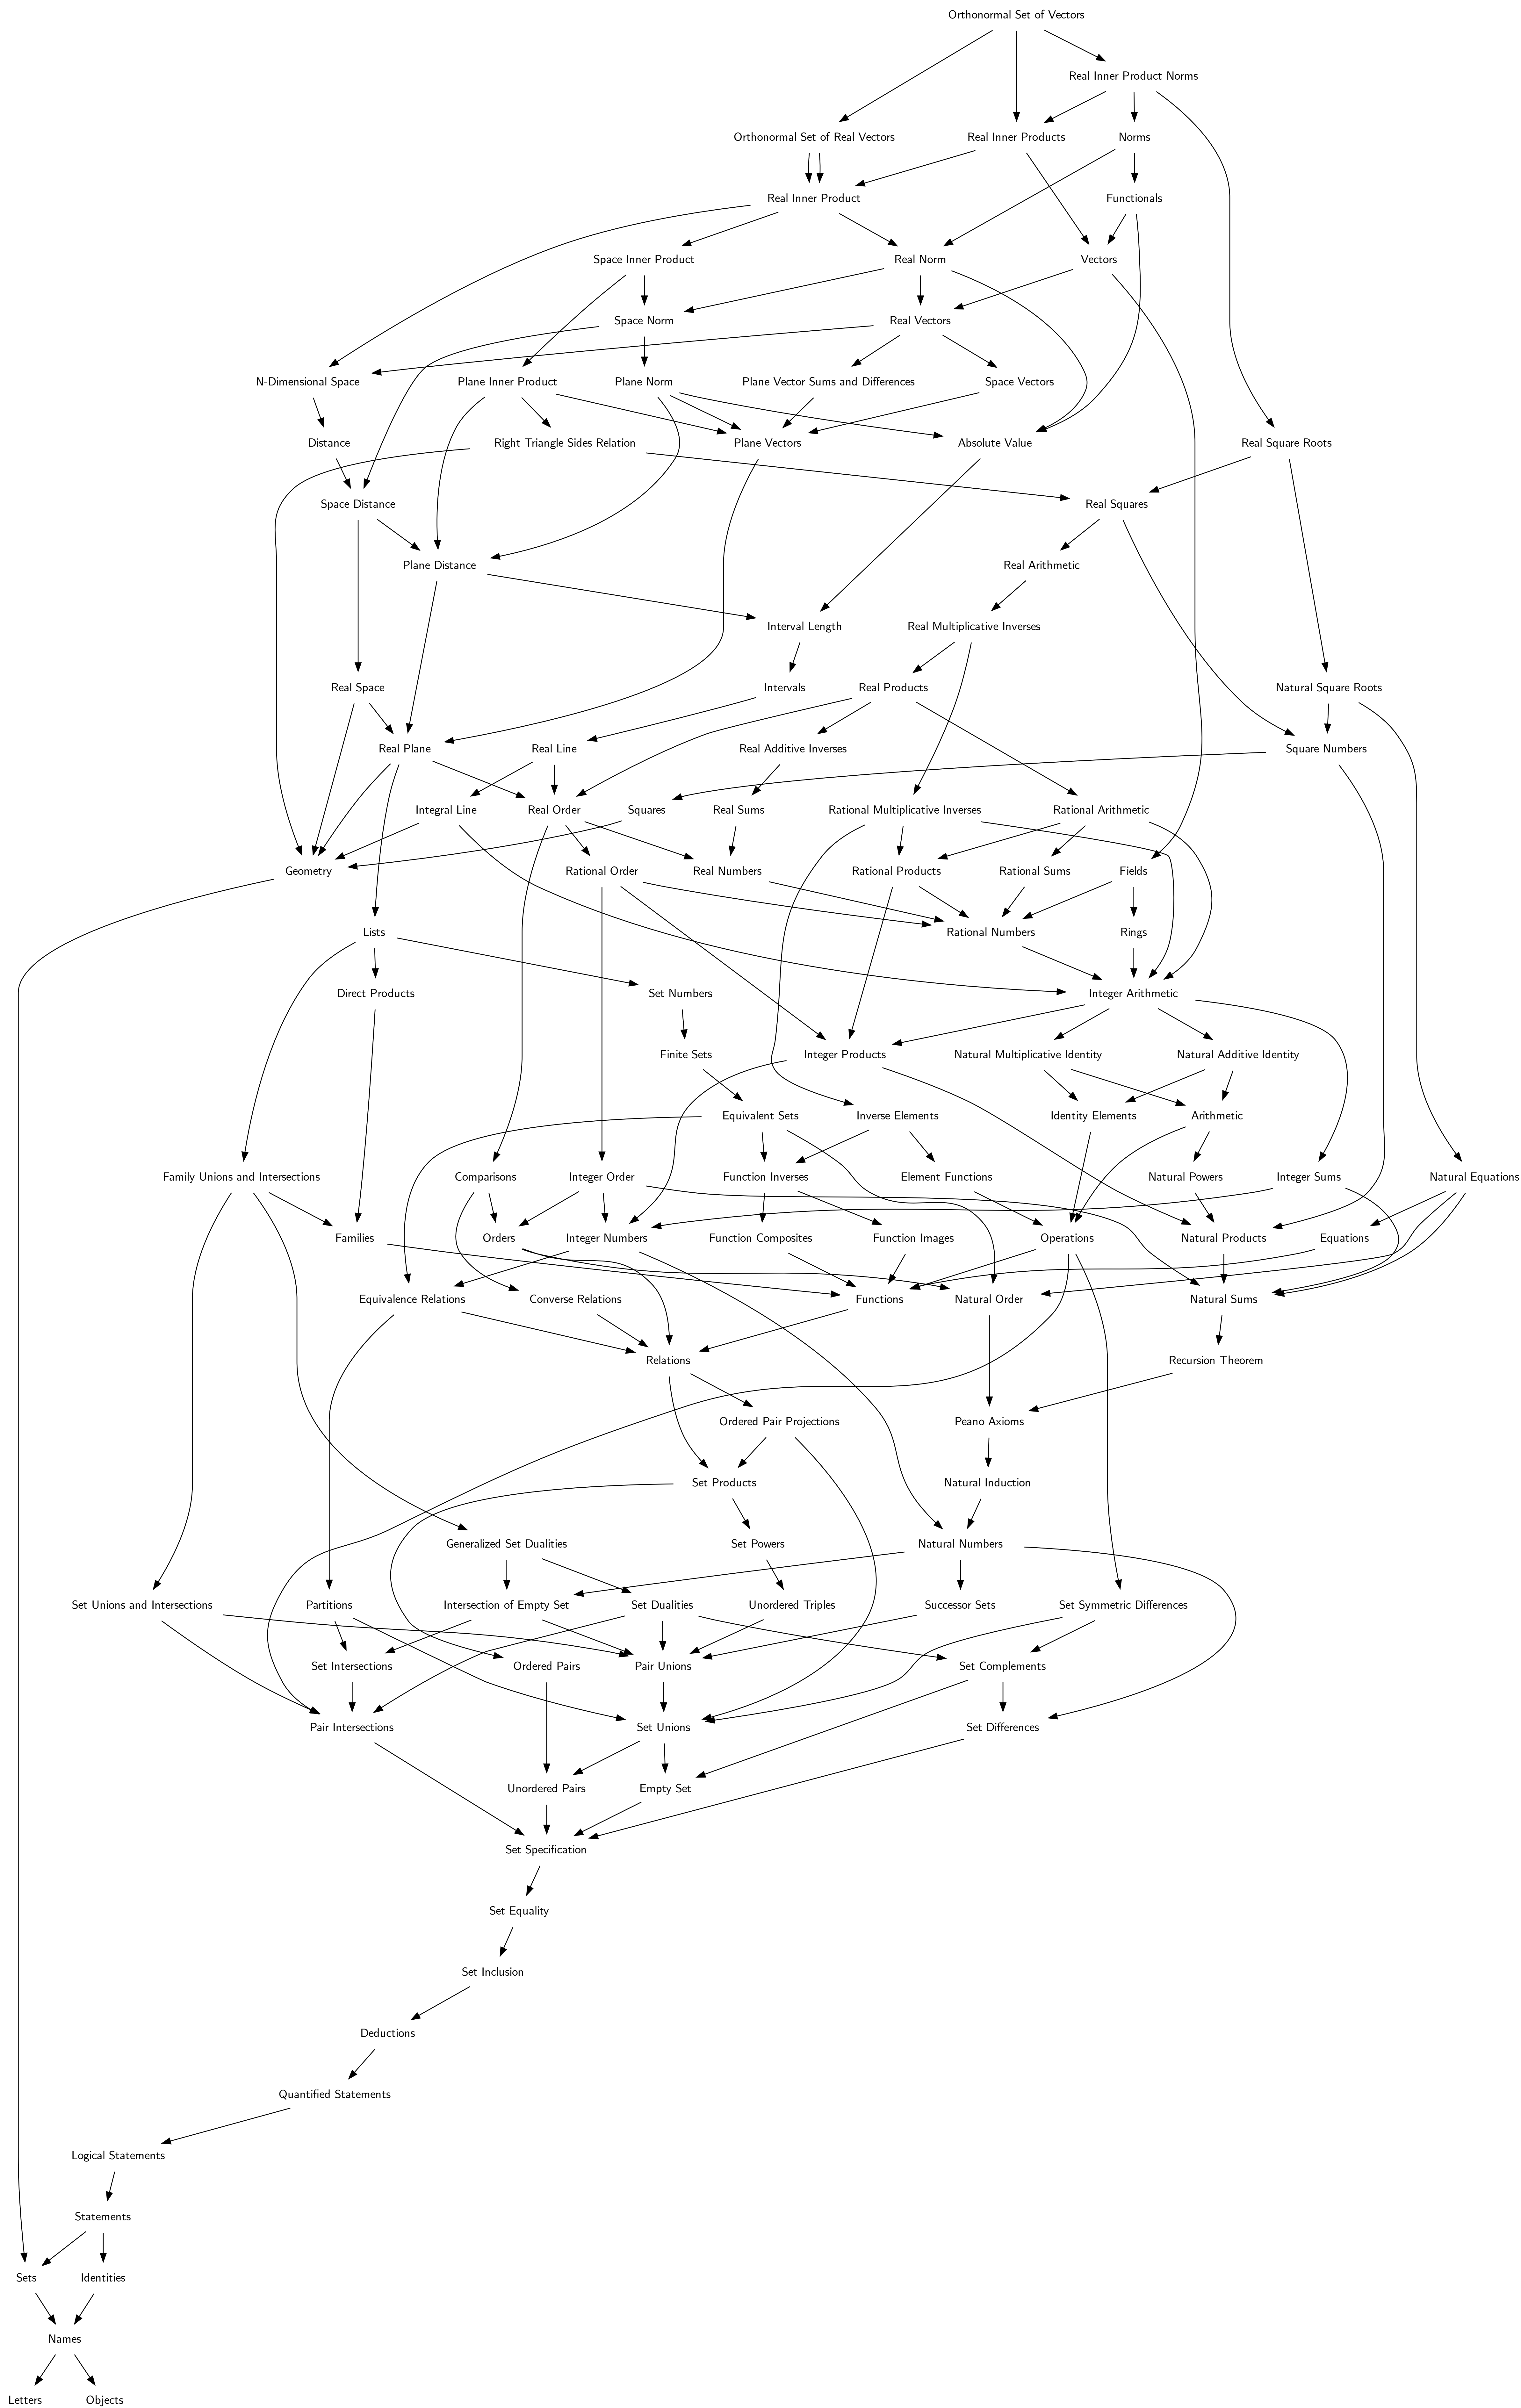 Orthonormal Set of Vectors
Real Inner Product Norms
Orthonormal Set of Real Vectors
Real Inner Products
Norms
Real Inner Product
Functionals
Space Inner Product
Real Norm
Vectors
Space Norm
Real Vectors
N-Dimensional Space
Plane Inner Product
Plane Norm
Plane Vector Sums and Differences
Space Vectors
Distance
Right Triangle Sides Relation
Plane Vectors
Absolute Value
Real Square Roots
Space Distance
Real Squares
Plane Distance
Real Arithmetic
Interval Length
Real Multiplicative Inverses
Real Space
Intervals
Real Products
Natural Square Roots
Real Plane
Real Line
Real Additive Inverses
Square Numbers
Integral Line
Real Order
Squares
Real Sums
Rational Multiplicative Inverses
Rational Arithmetic
Geometry
Rational Order
Real Numbers
Rational Products
Rational Sums
Fields
Lists
Rational Numbers
Rings
Direct Products
Set Numbers
Integer Arithmetic
Finite Sets
Integer Products
Natural Multiplicative Identity
Natural Additive Identity
Equivalent Sets
Inverse Elements
Identity Elements
Arithmetic
Family Unions and Intersections
Comparisons
Integer Order
Function Inverses
Element Functions
Natural Powers
Integer Sums
Natural Equations
Families
Orders
Integer Numbers
Function Composites
Function Images
Operations
Natural Products
Equations
Equivalence Relations
Converse Relations
Functions
Natural Order
Natural Sums
Relations
Recursion Theorem
Ordered Pair Projections
Peano Axioms
Set Products
Natural Induction
Generalized Set Dualities
Set Powers
Natural Numbers
Set Unions and Intersections
Partitions
Intersection of Empty Set
Set Dualities
Unordered Triples
Successor Sets
Set Symmetric Differences
Set Intersections
Ordered Pairs
Pair Unions
Set Complements
Pair Intersections
Set Unions
Set Differences
Unordered Pairs
Empty Set
Set Specification
Set Equality
Set Inclusion
Deductions
Quantified Statements
Logical Statements
Statements
Sets
Identities
Names
Letters
Objects